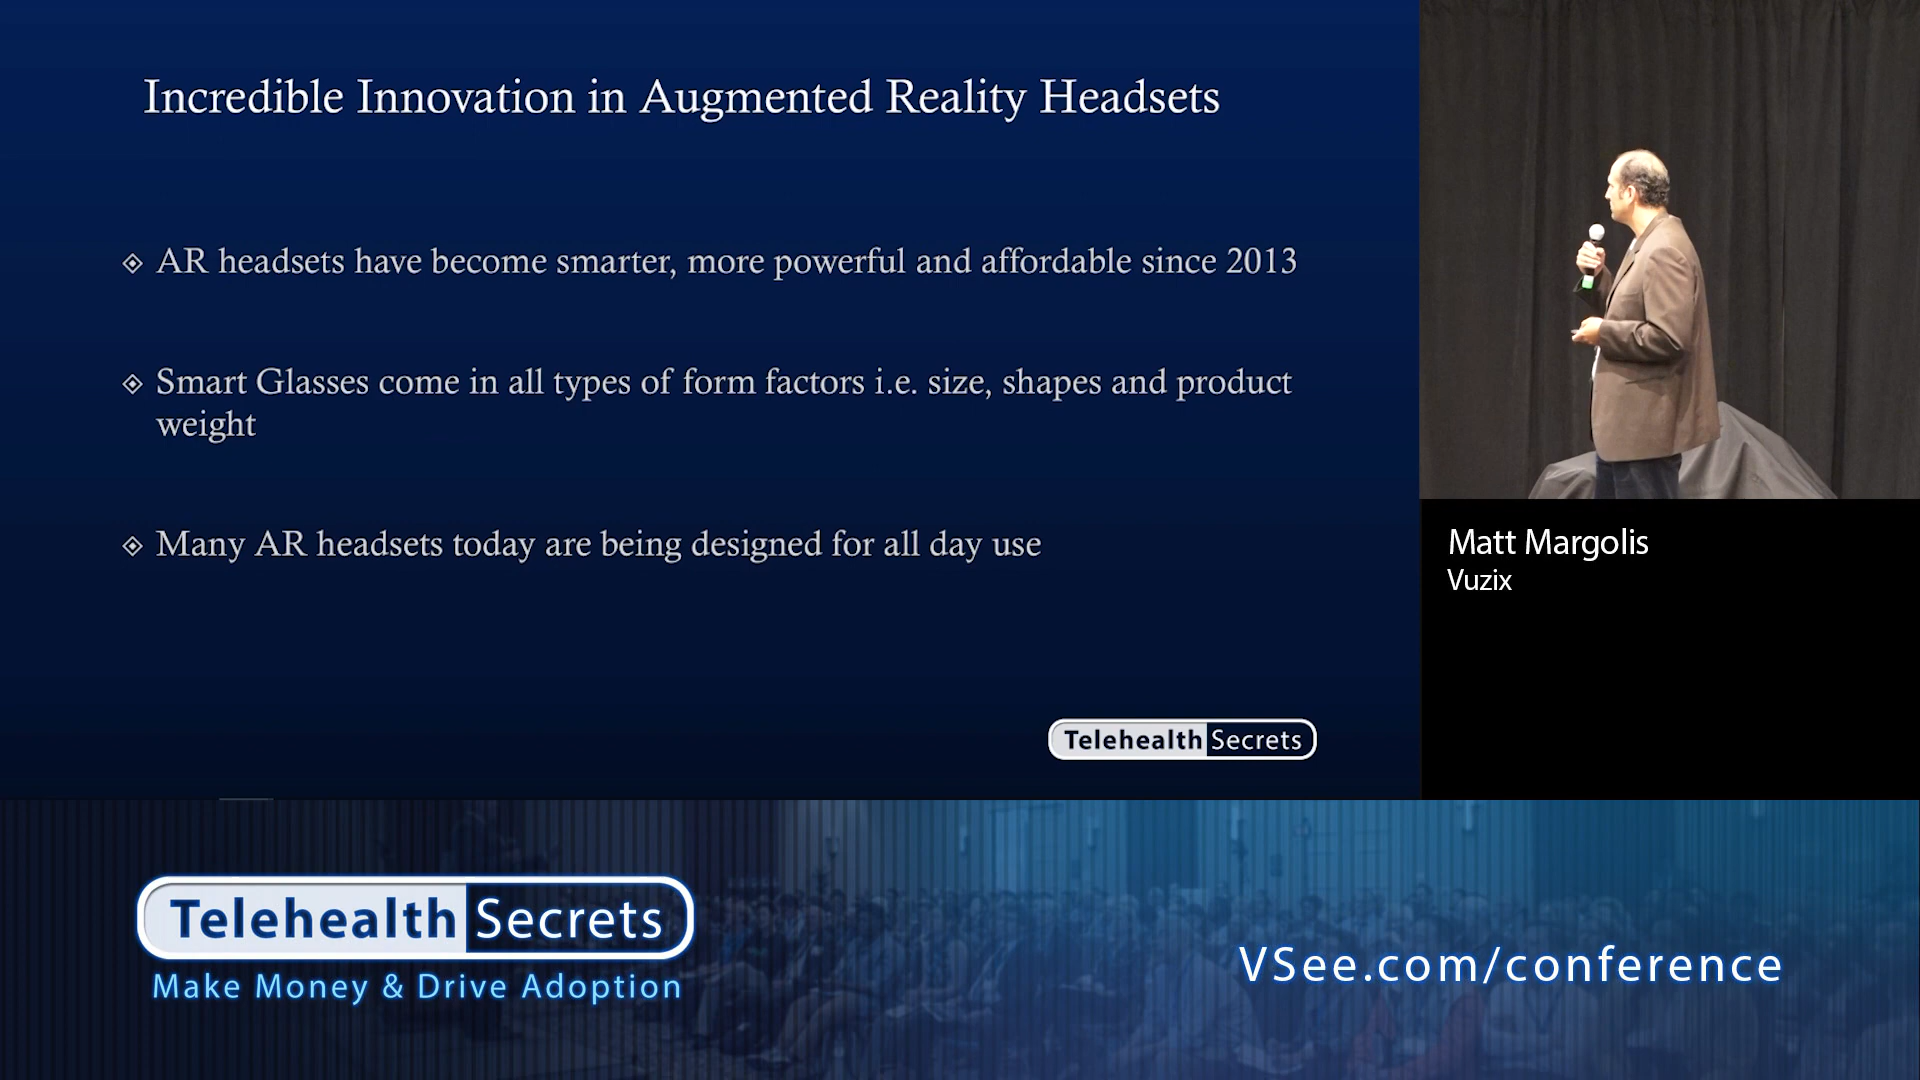 Incredible Innovation in Augmented Reality Headsets
AR headsets have become smarter, more powerful and affordable since 2013
Smart Glasses come in all types of form factors i.e. size, shapes and product
weight
Many AR headsets today are being designed for all day use
Telehealth Secrets
Matt Margolis
Vuzix
Telehealth Secrets
Make Money & Drive Adoption
VSee.com/conference